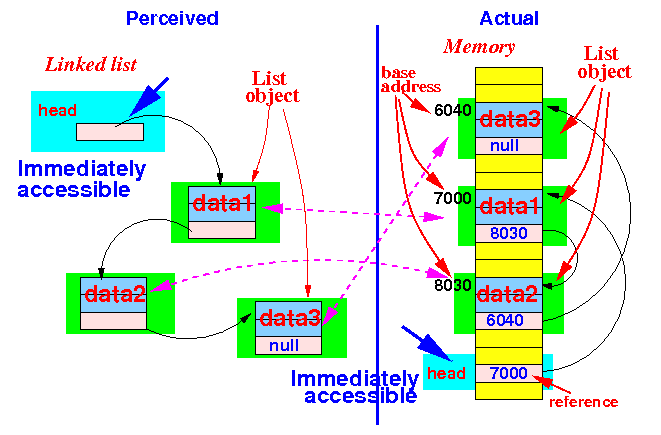 Perceived
Linked list
head
List
object
Immediately
accessible
data1
data2
data3
null
Actual
Memory
base
address
List
object
6040
data3
null
7000
data1
8030
8030
data2
6040
head
7000
Immediately
accessible
reference